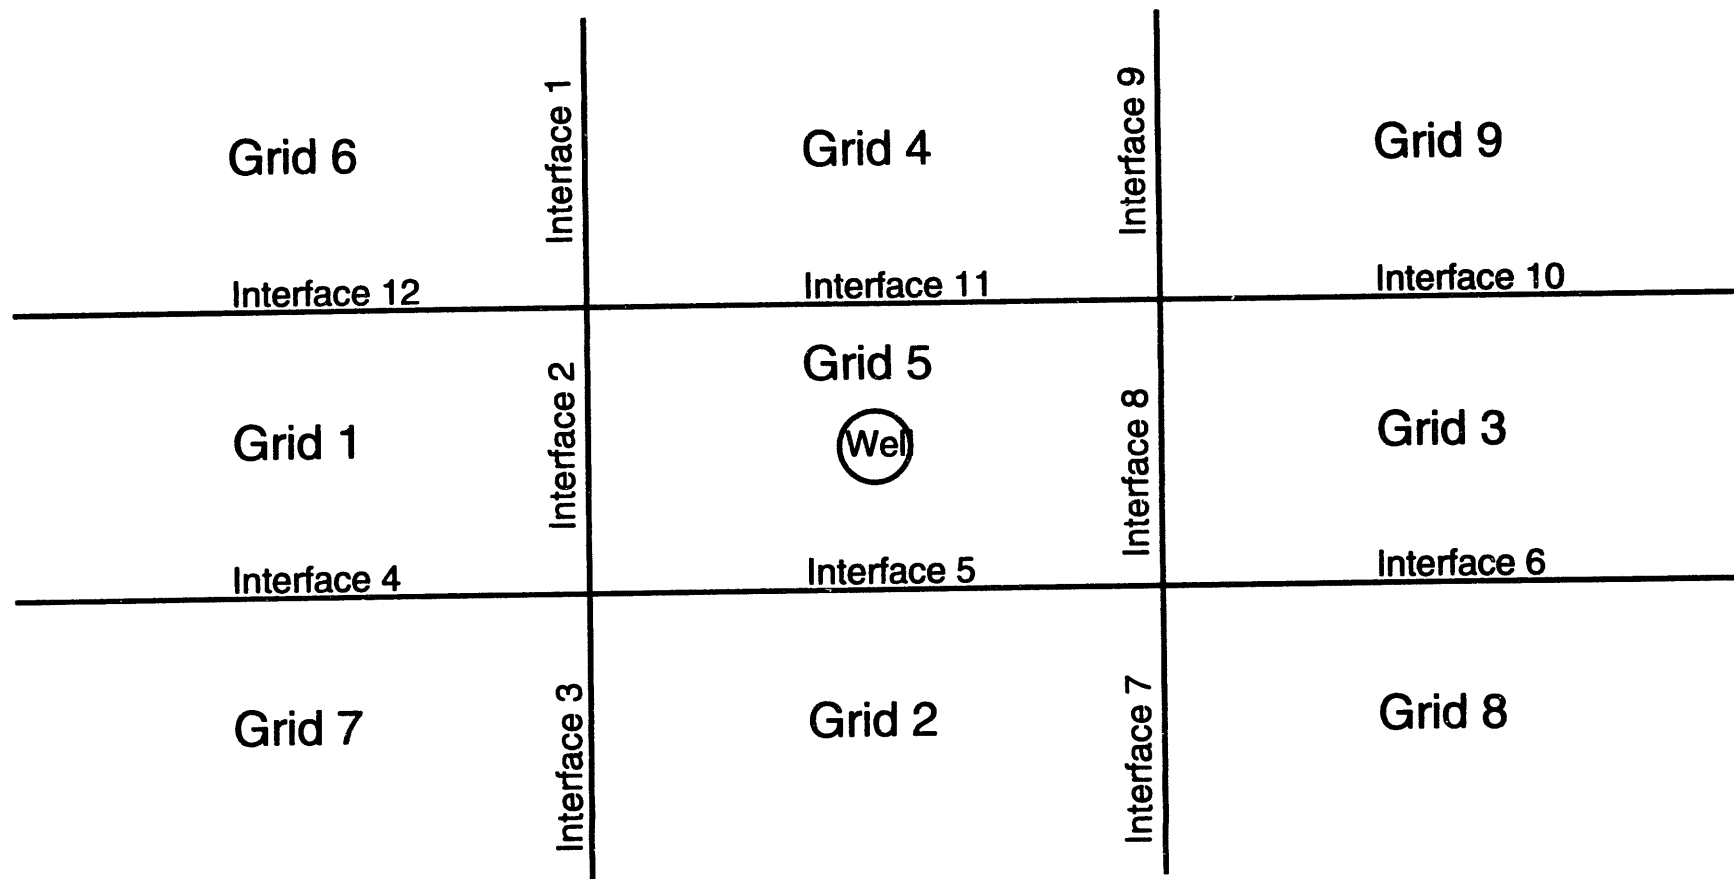 Grid 6
Interface 1
Grid 4
Interface 9
Grid 9
Interface 12
Interface 11
Interface 10
Grid 5
Grid 1
Interface 2
Well
Interface 8
Grid 3
Interface 4
Interface 5
Interface 6
Grid 7
Interface 3
Grid 2
Interface 7
Grid 8